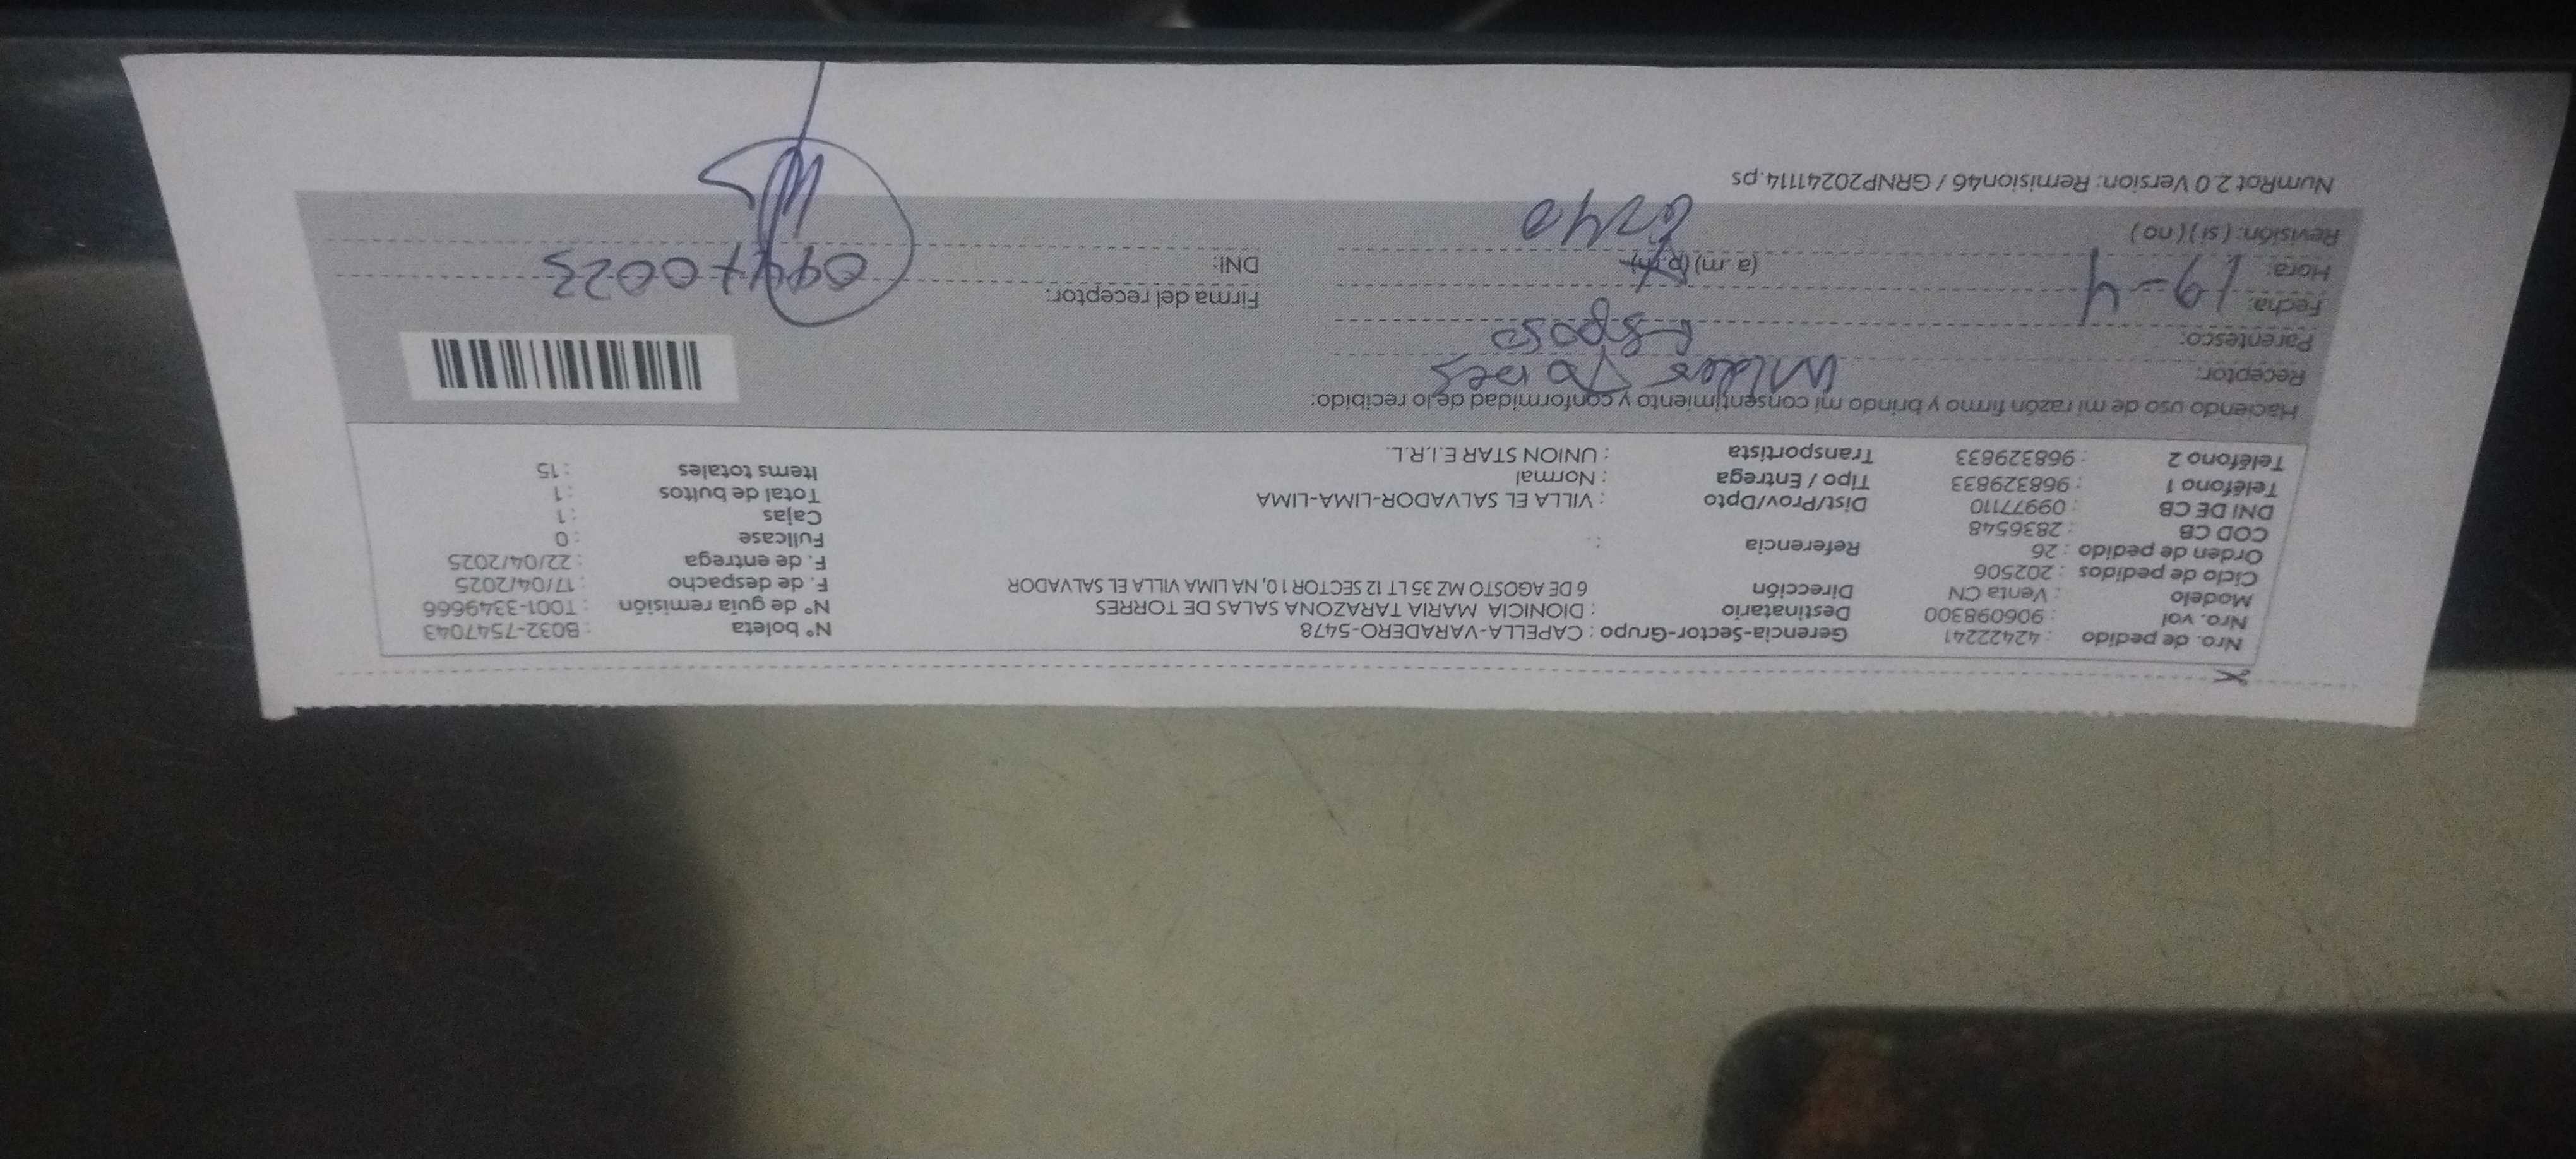 Nro. de pedido : 42422241 Gerencia-Sector-Grupo : CAPELLA-VARADERO-5478 N° boleta : B032-7547043
Nro. vol : 906098300 Destinatario : DIONICIA MARIA TARAZONA SALAS DE TORRES N° de guía remisión : T001-3349666
Modelo : Venta CN Dirección 6 DE AGOSTO MZ 35 LT 12 SECTOR 10, NA LIMA VILLA EL SALVADOR F. de despacho : 17/04/2025
Ciclo de pedidos : 202506 F. de entrega : 22/04/2025
Orden de pedido : 26 Referencia : Fullcase : 0
COD CB : 2836548 Cajas : 1
DNI DE CB : 09977110 Dist/Prov/Dpto : VILLA EL SALVADOR-LIMA-LIMA Total de bultos : 1
Teléfono 1 : 968329833 Tipo / Entrega : Normal Items totales : 15
Teléfono 2 : 968329833 Transportista : UNION STAR E.I.R.L.
Haciendo uso de mi razón firmo y brindo mi consentimiento y conformidad de lo recibido:
Receptor: Torres
Parentesco: Esposo
Fecha: 19-4 Firma del receptor:
Hora: (a. m) (p.m) DNI:
Revisión: ( si ) ( no ) 6240
NumRot 2.0 Version: Remision46 / GRNP20241114.ps